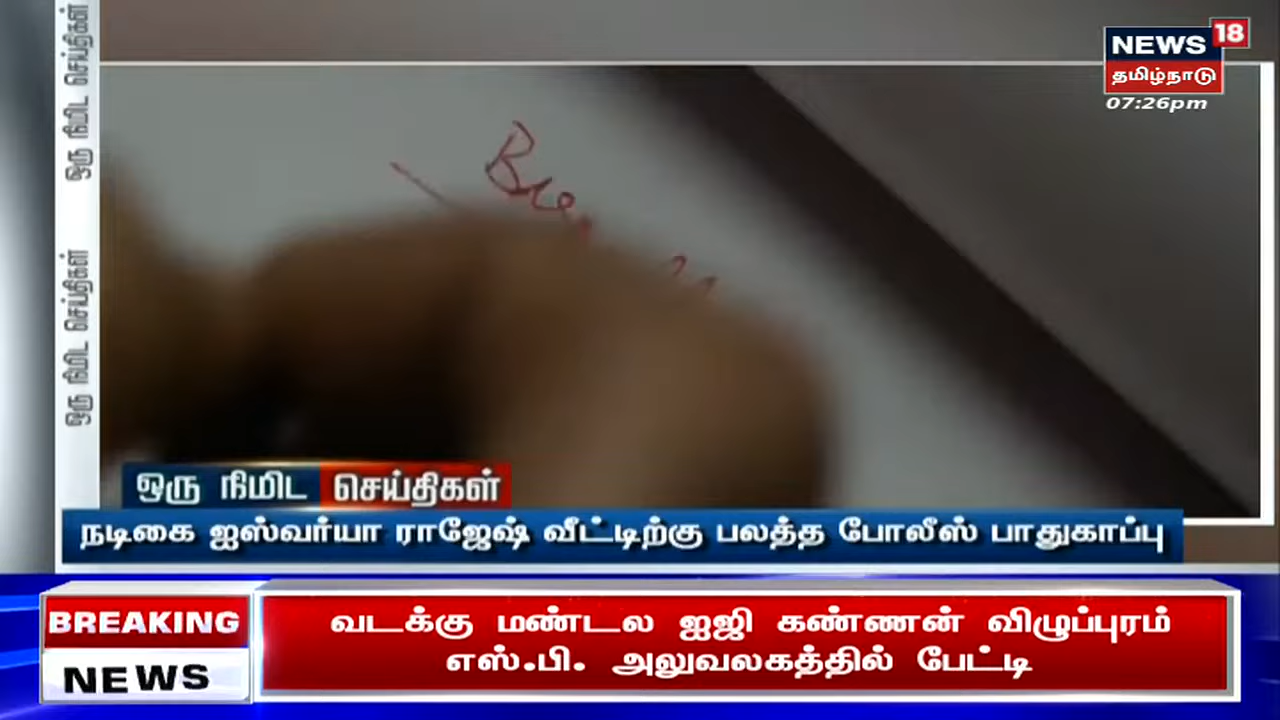 NEWS 18
தமிழ்நாடு
07:26pm
ஒரு நிமிட செய்திகள்
ஒரு நிமிட செய்திகள்
ஒரு நிமிட செய்திகள்
நடிகை ஐஸ்வர்யா ராஜேஷ் வீட்டிற்கு பலத்த போலீஸ் பாதுகாப்பு
BREAKING
NEWS
வடக்கு மண்டல ஐஜி கண்ணன் விழுப்புரம்
எஸ்.பி. அலுவலகத்தில் பேட்டி